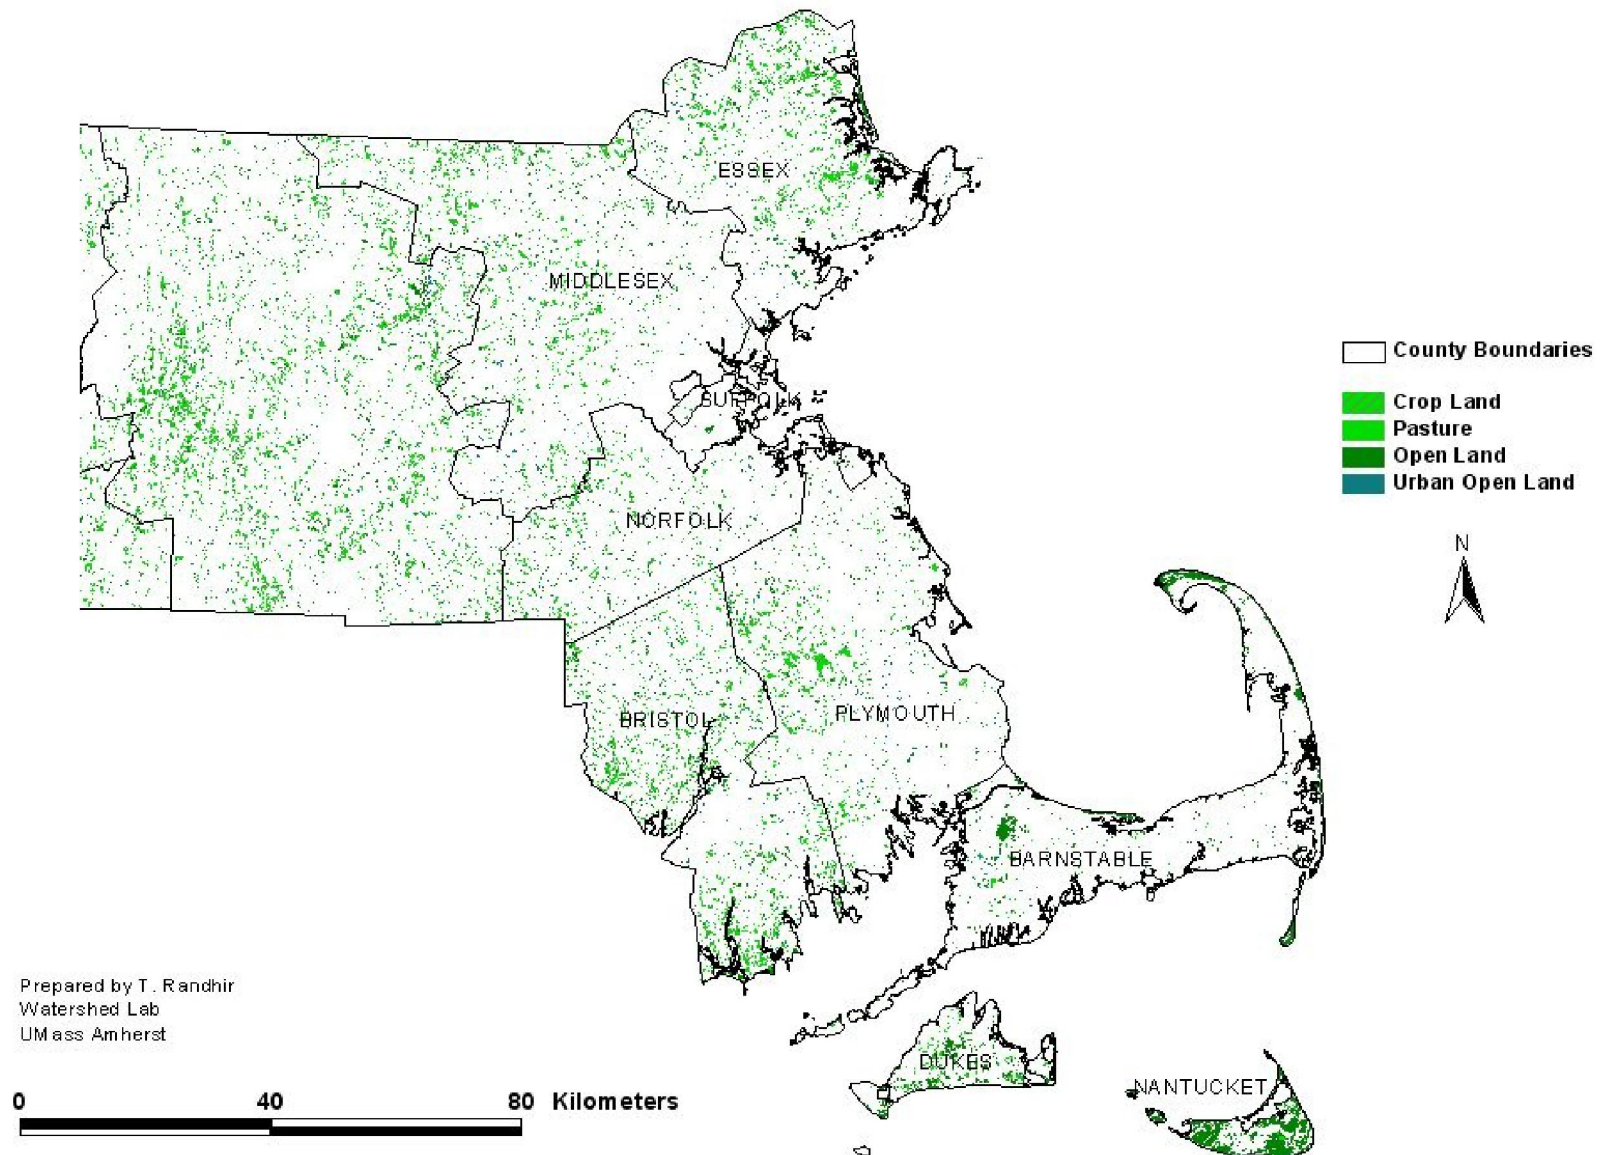 ESSEX
MIDDLESEX
County Boundaries
SUFFOLK
Crop Land
Pasture
Open Land
Urban Open Land
NORFOLK
N
BRISTOL
PLYMOUTH
BARNSTABLE
Prepared by T. Randhir
Watershed Lab
UMass Amherst
DUKES
NANTUCKET
0 40 80 Kilometers